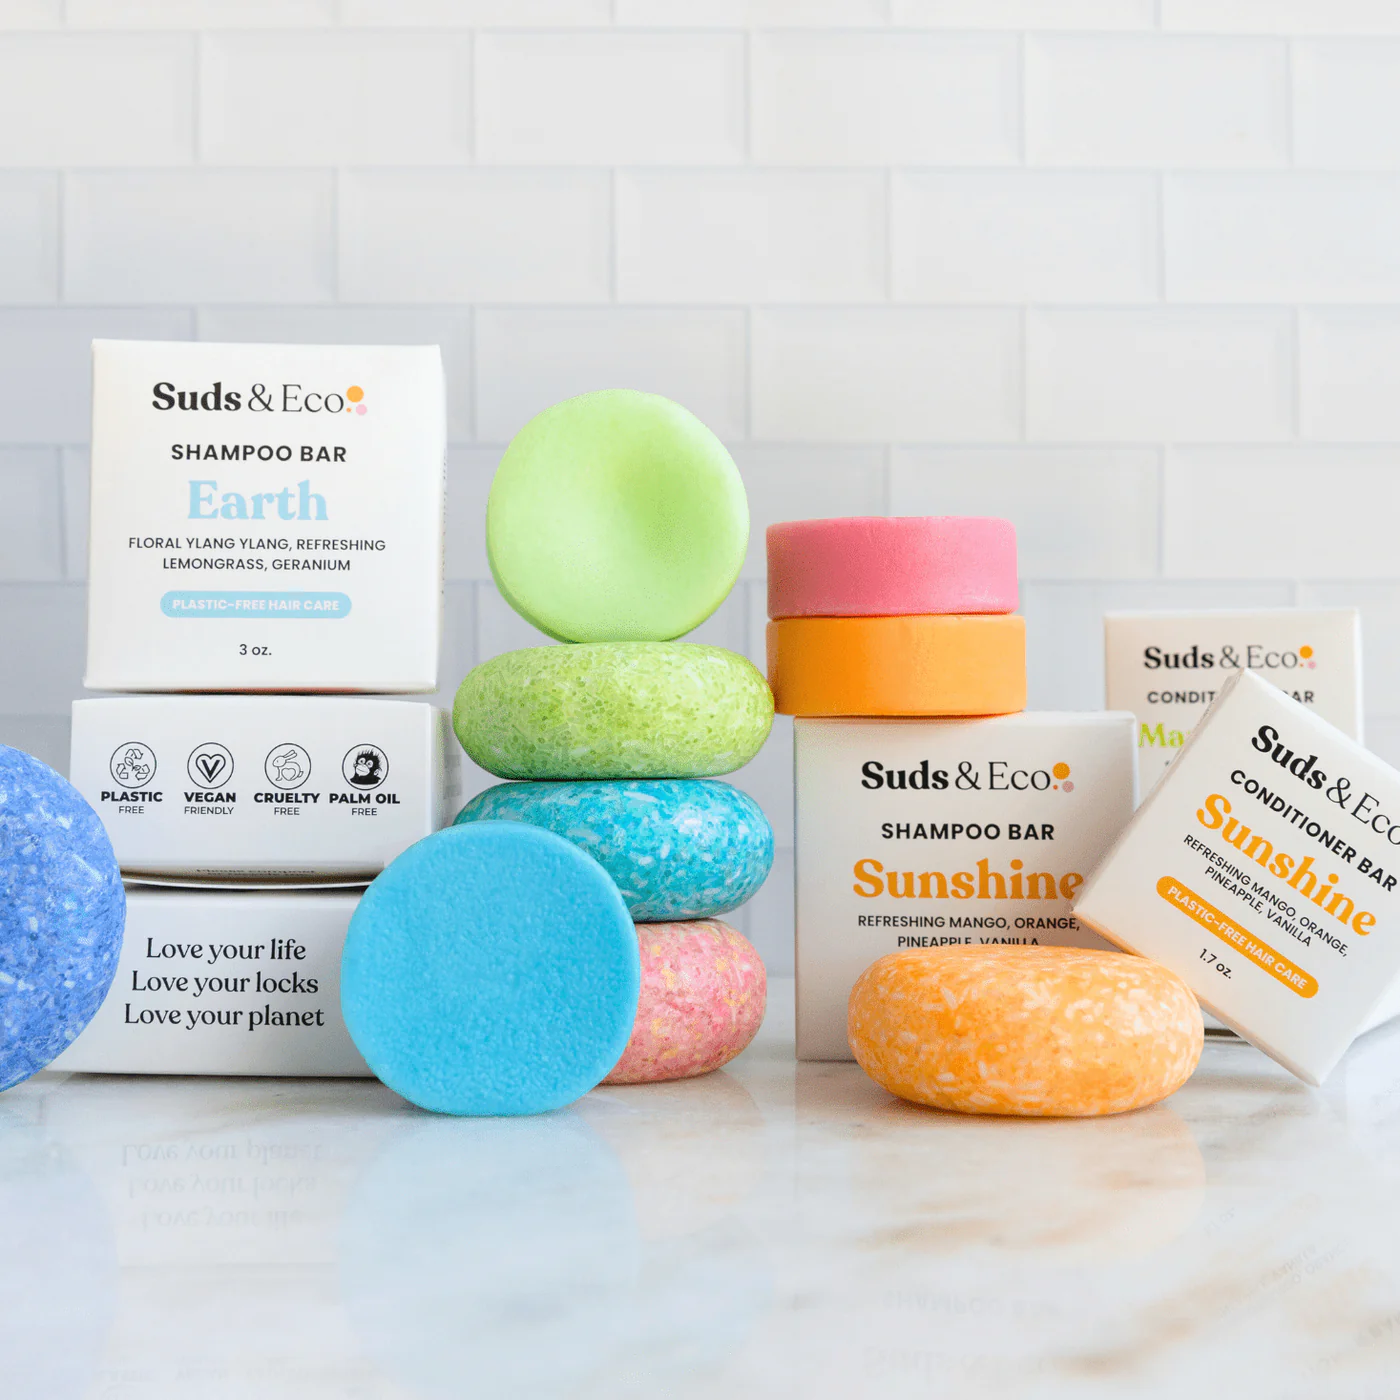 Suds & Eco
SHAMPOO BAR
Earth
FLORAL YLANG YLANG, REFRESHING
LEMONGRASS, GERANIUM
PLASTIC-FREE HAIR CARE
3 oz.
PLASTIC
FREE
VEGAN
FRIENDLY
CRUELTY
FREE
PALM OIL
FREE
Love your life
Love your locks
Love your planet
Suds & Eco
SHAMPOO BAR
Sunshine
REFRESHING MANGO, ORANGE,
PINEAPPLE, VANILLA
Suds & Eco
BAR
Suds & Eco
CONDITIONER BAR
Sunshine
REFRESHING MANGO, ORANGE,
PINEAPPLE, VANILLA
PLASTIC-FREE HAIR CARE
1.7 oz.